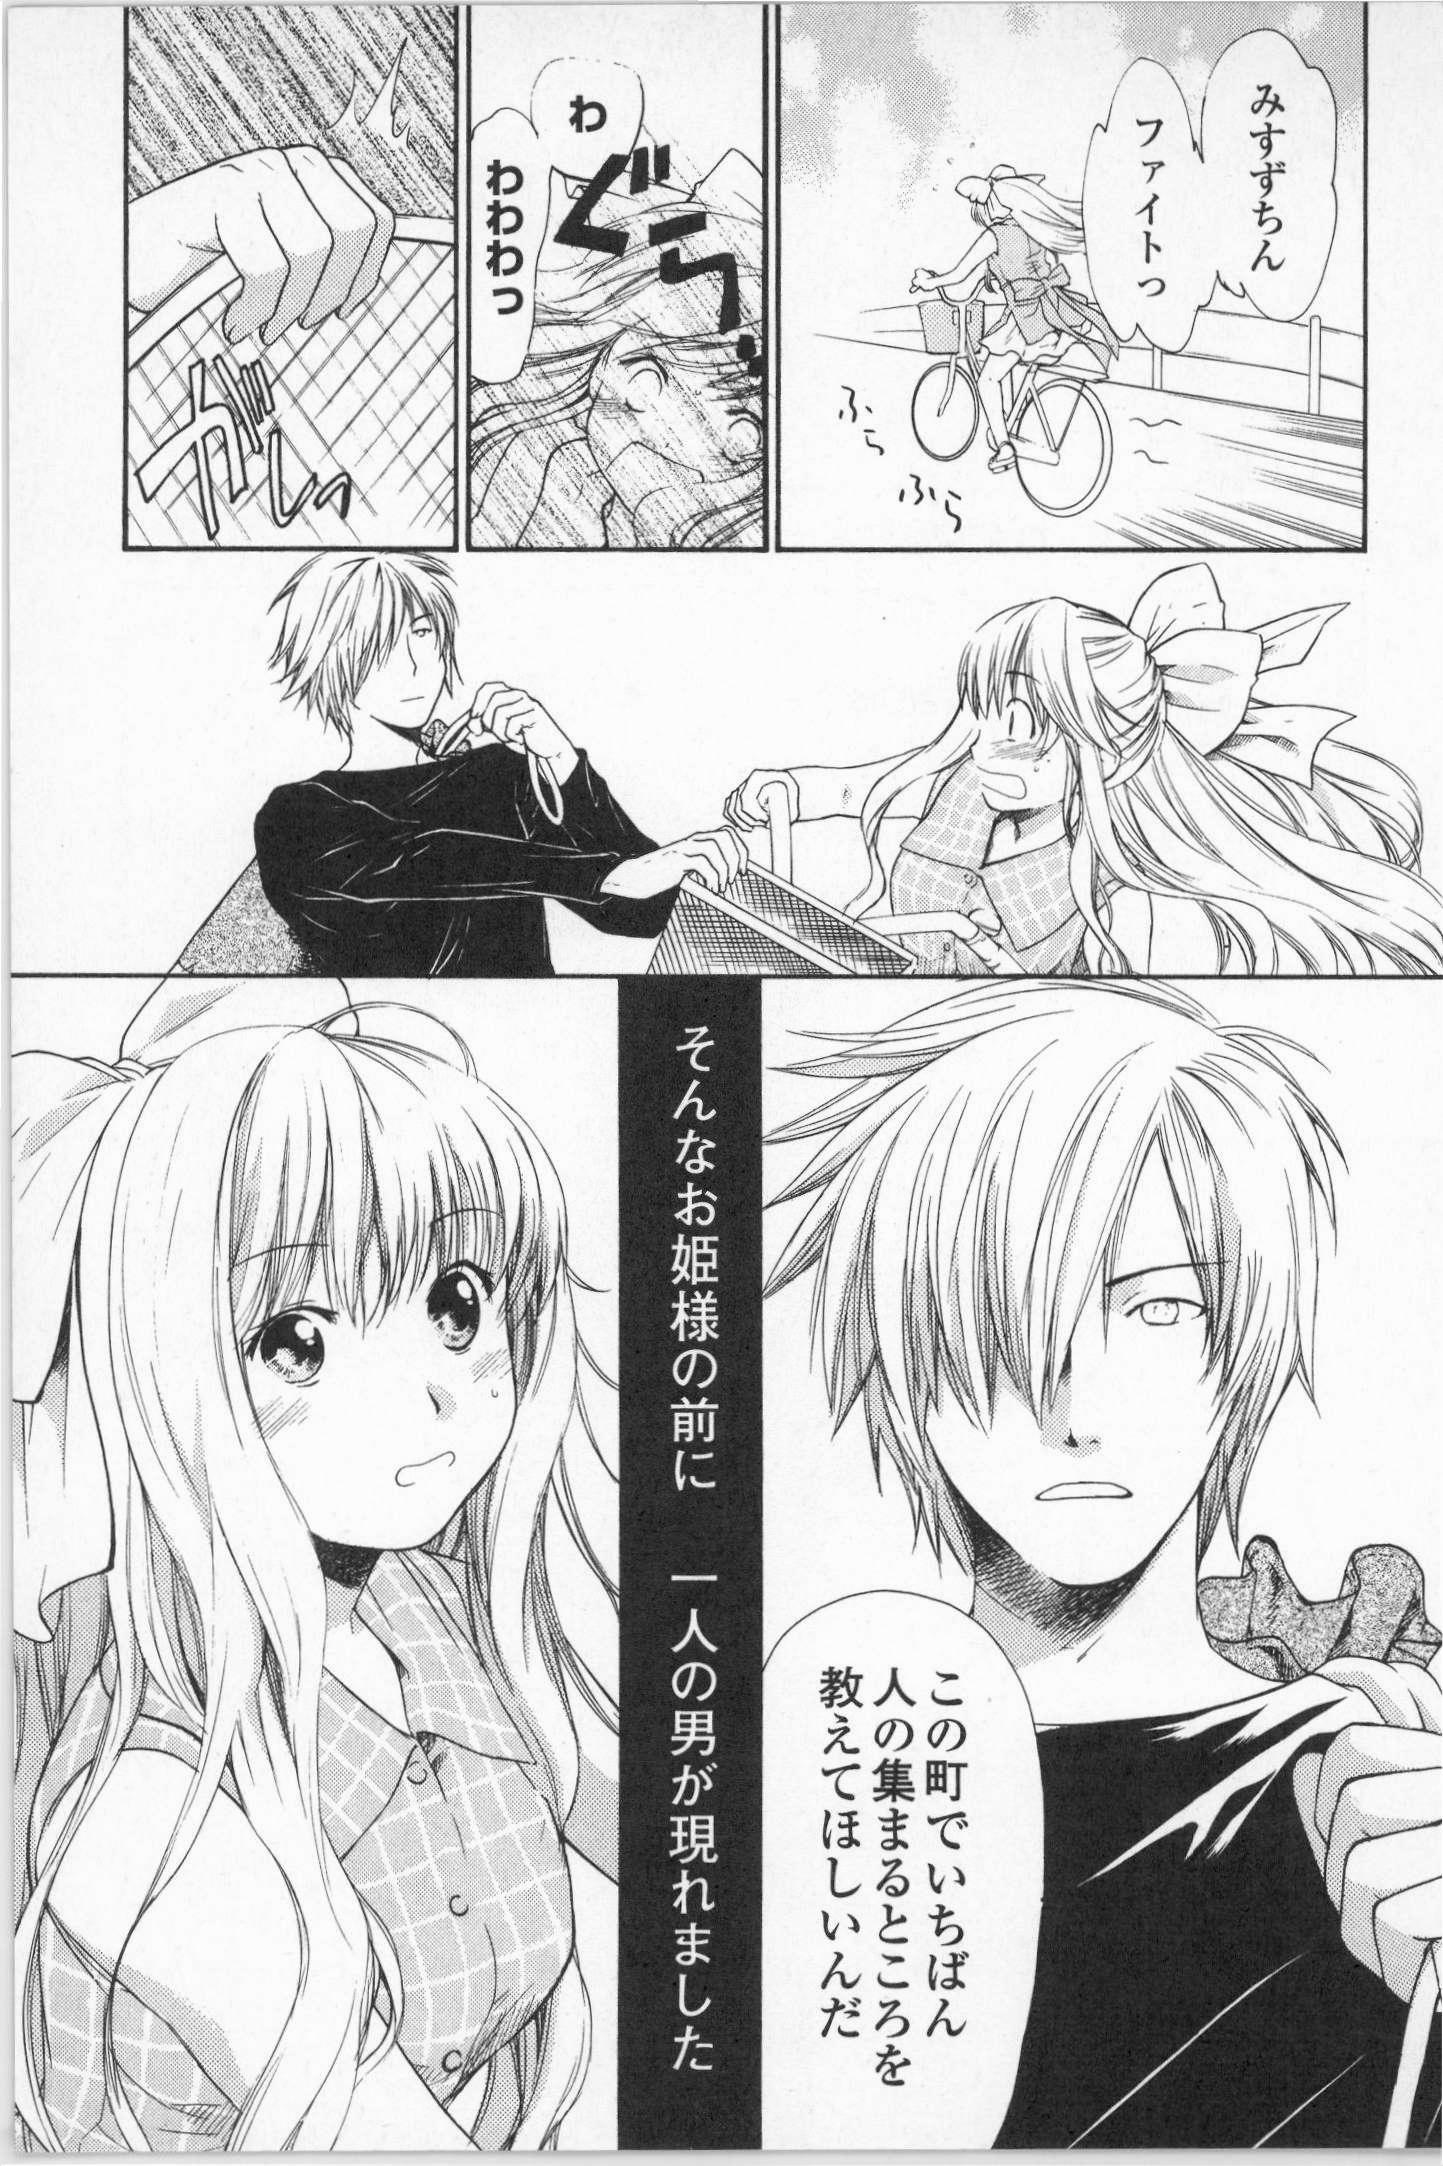 みすずちん
ファイトっ
ふら
ふら
わ
わわわっ
ぐらっ
ガシッ
この町でいちばん
人の集まるところを
教えてほしいんだ
そんなお姫様の前に　一人の男が現れました